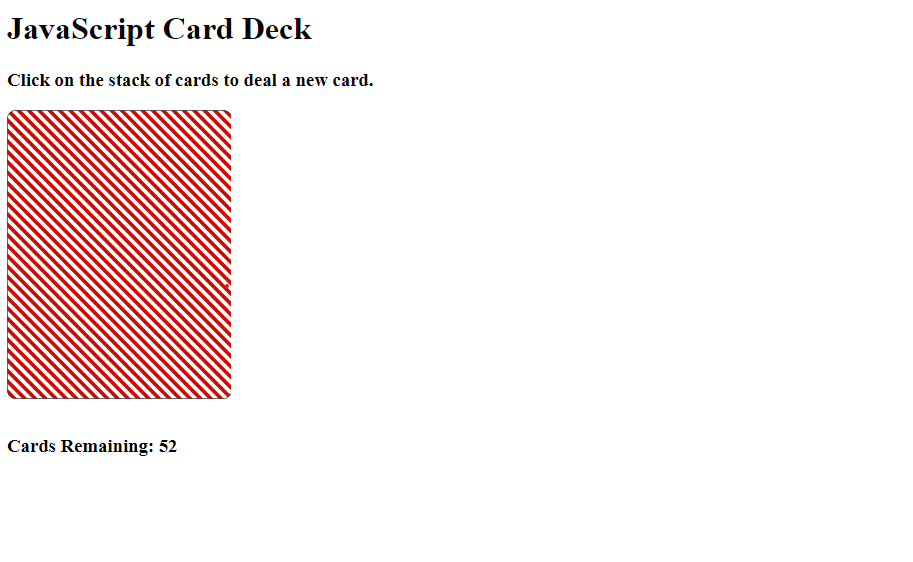 JavaScript Card Deck
Click on the stack of cards to deal a new card.
Cards Remaining: 52